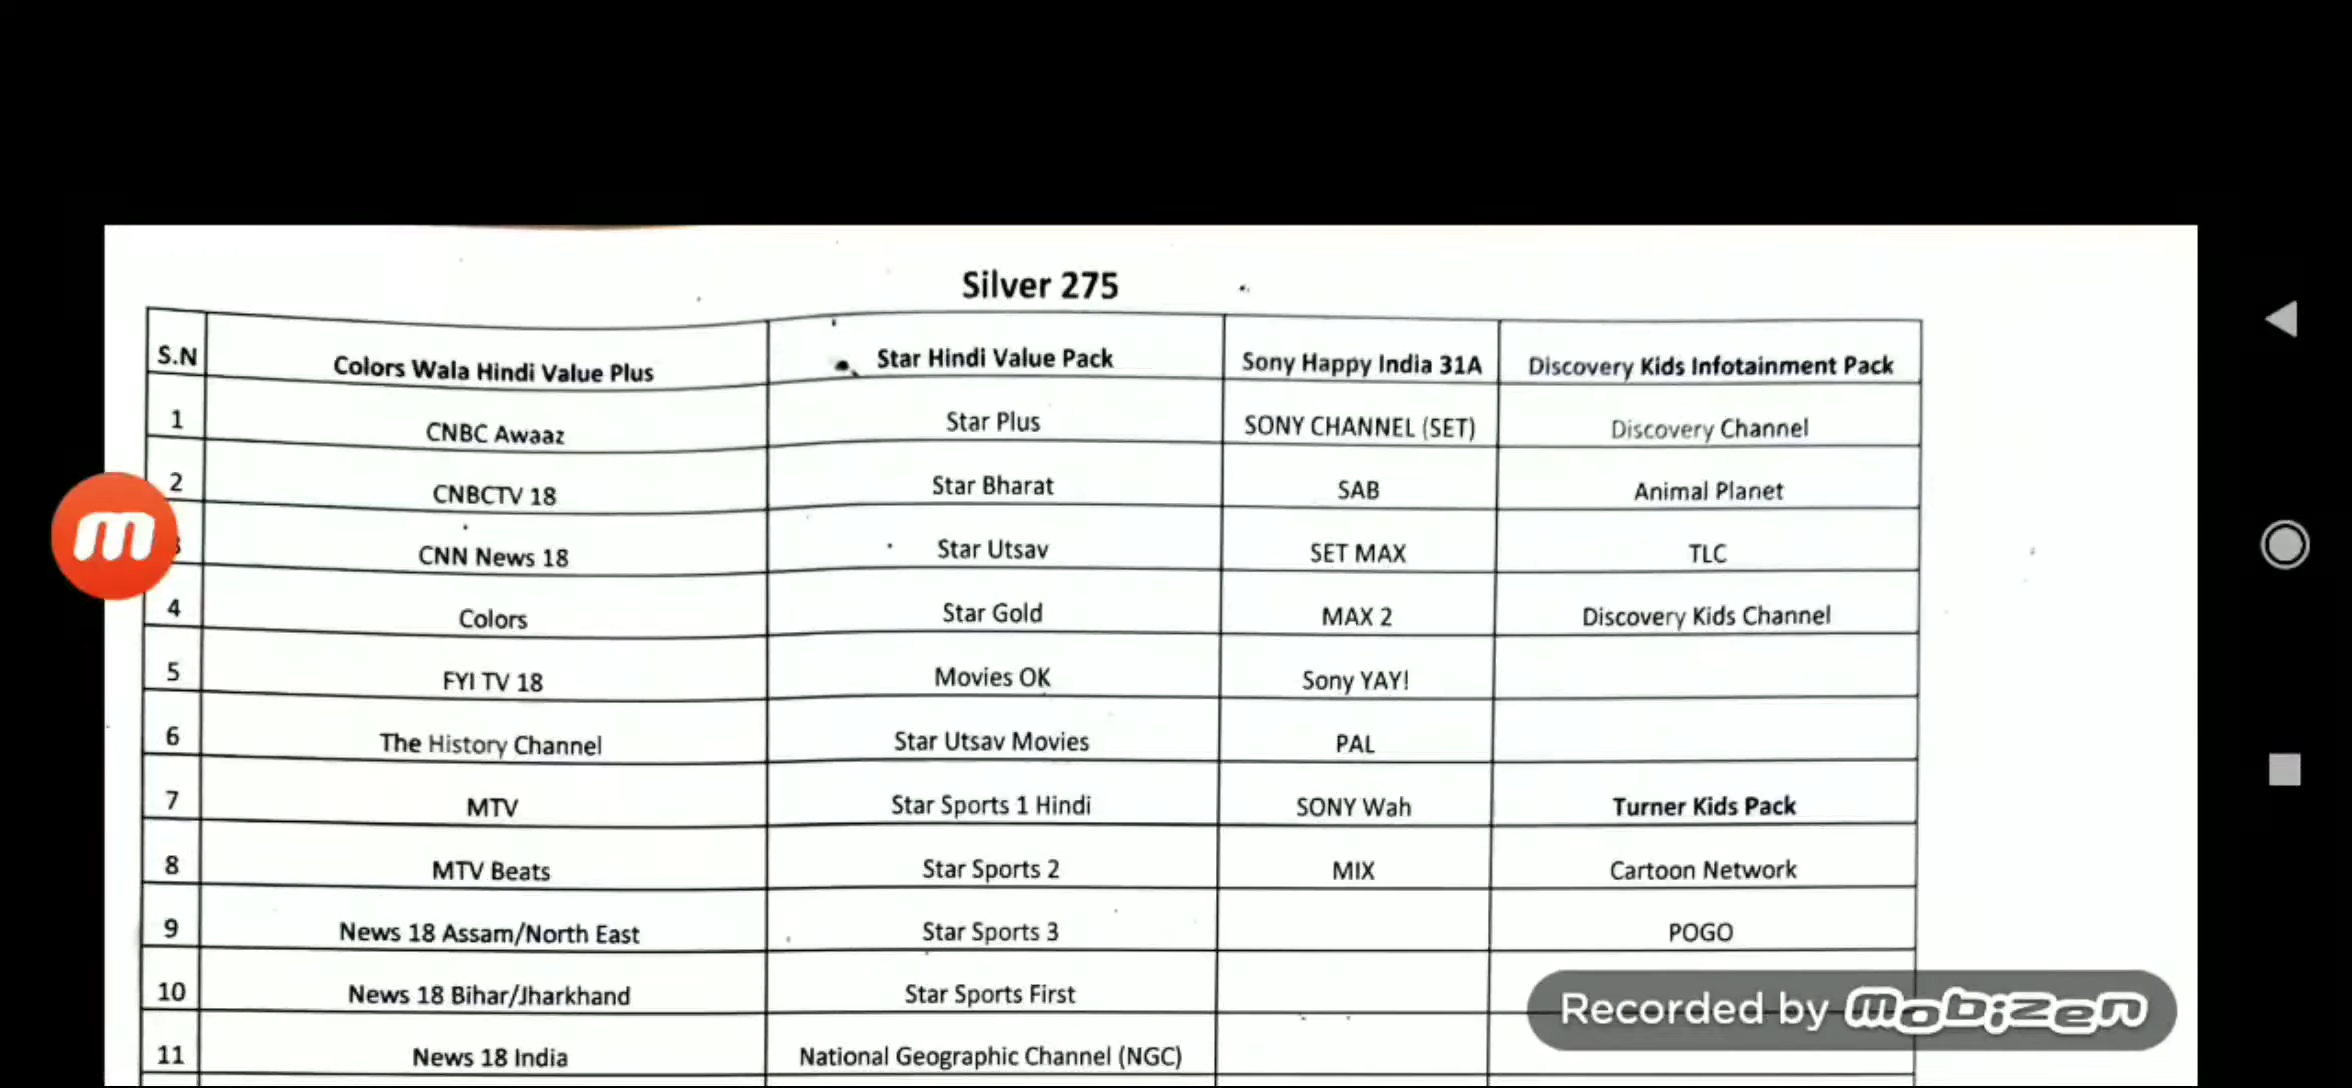 Silver 275
S.N Colors Wala Hindi Value Plus Star Hindi Value Pack Sony Happy India 31A Discovery Kids Infotainment Pack
1 CNBC Awaaz Star Plus SONY CHANNEL (SET) Discovery Channel
2 CNBCTV 18 Star Bharat SAB Animal Planet
CNN News 18 Star Utsav SET MAX TLC
4 Colors Star Gold MAX 2 Discovery Kids Channel
5 FYI TV 18 Movies OK Sony YAY!
6 The History Channel Star Utsav Movies PAL
7 MTV Star Sports 1 Hindi SONY Wah Turner Kids Pack
8 MTV Beats Star Sports 2 MIX Cartoon Network
9 News 18 Assam/North East Star Sports 3 POGO
10 News 18 Bihar/Jharkhand Star Sports First
11 News 18 India National Geographic Channel (NGC)
m
Recorded by mobizen